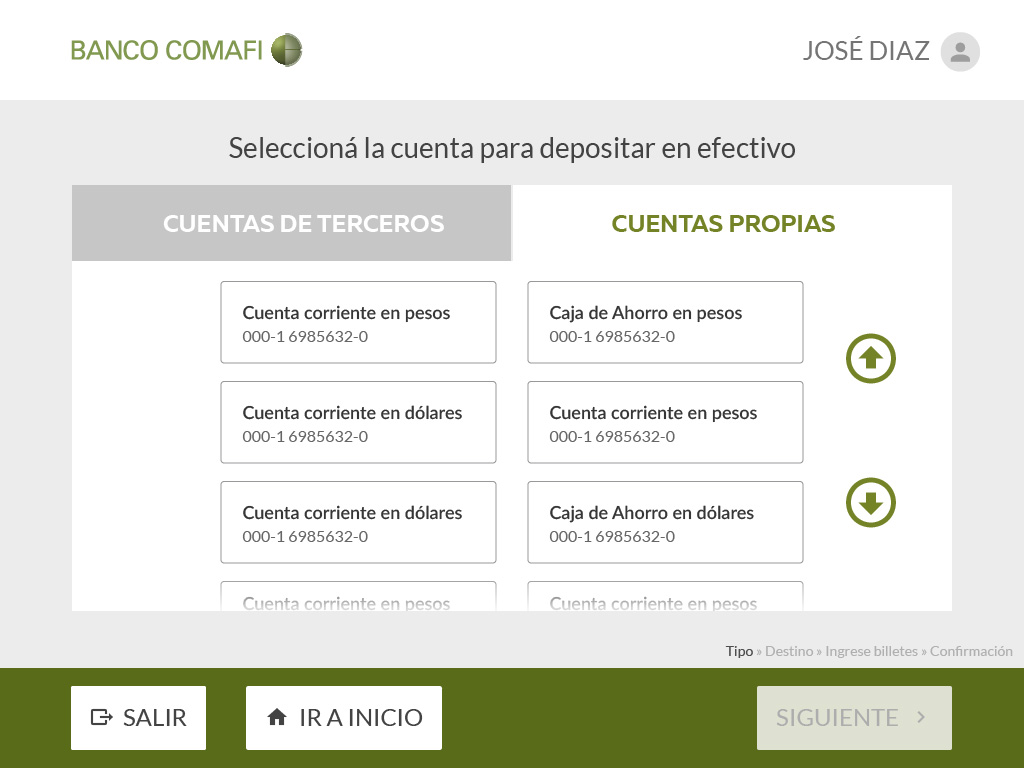 BANCO COMAFI
JOSÉ DIAZ
Seleccioná la cuenta para depositar en efectivo
CUENTAS DE TERCEROS
CUENTAS PROPIAS
Cuenta corriente en pesos
000-1 6985632-0
Caja de Ahorro en pesos
000-1 6985632-0
Cuenta corriente en dólares
000-1 6985632-0
Cuenta corriente en pesos
000-1 6985632-0
Cuenta corriente en dólares
000-1 6985632-0
Caja de Ahorro en dólares
000-1 6985632-0
Cuenta corriente en pesos
Cuenta corriente en pesos
Tipo » Destino » Ingrese billetes » Confirmación
SALIR
IR A INICIO
SIGUIENTE